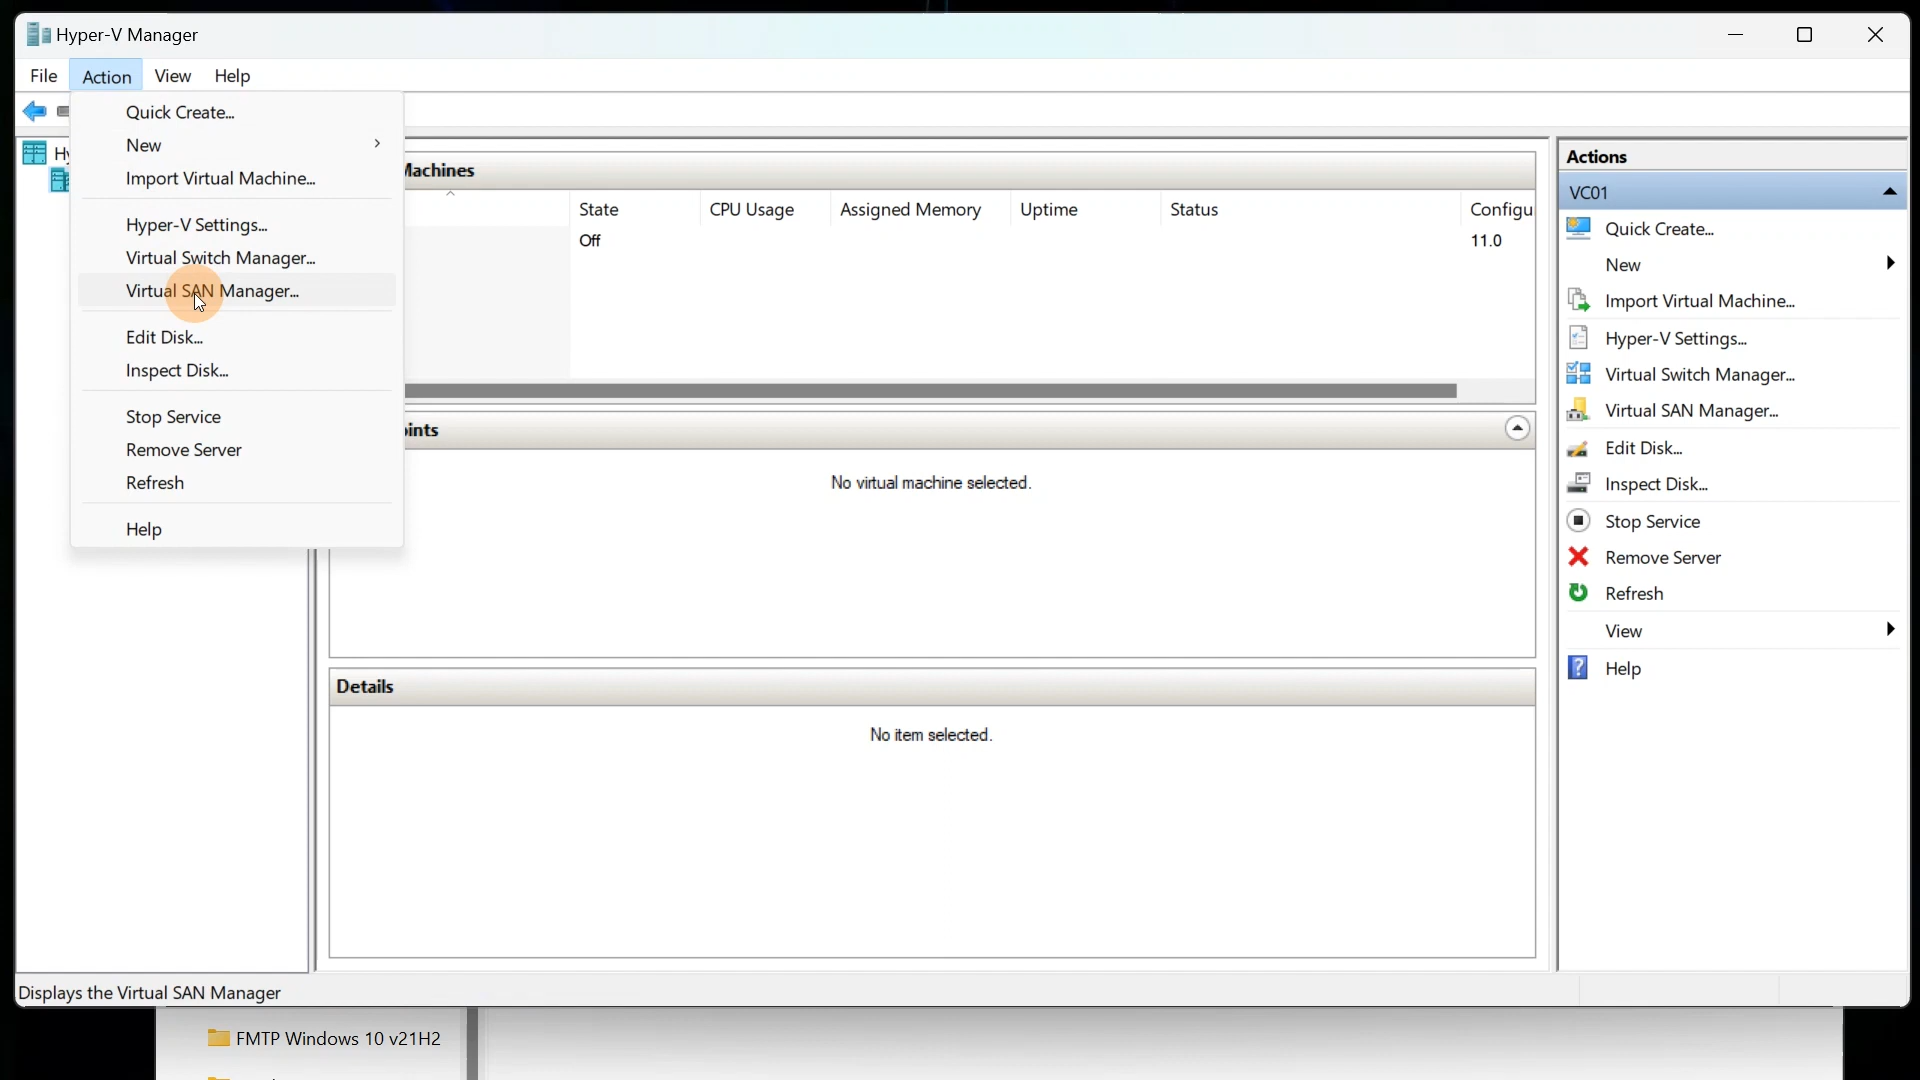 Hyper-V Manager
File Action View Help
Quick Create...
New
Import Virtual Machine...
Hyper-V Settings...
Virtual Switch Manager...
Virtual SAN Manager...
Edit Disk...
Inspect Disk...
Stop Service
Remove Server
Refresh
Help
Machines
State CPU Usage Assigned Memory Uptime Status Configu
Off 11.0
ints
No virtual machine selected.
Details
No item selected.
Actions
VC01
Quick Create...
New
Import Virtual Machine...
Hyper-V Settings...
Virtual Switch Manager...
Virtual SAN Manager...
Edit Disk...
Inspect Disk...
Stop Service
Remove Server
Refresh
View
Help
Displays the Virtual SAN Manager
FMTP Windows 10 v21H2